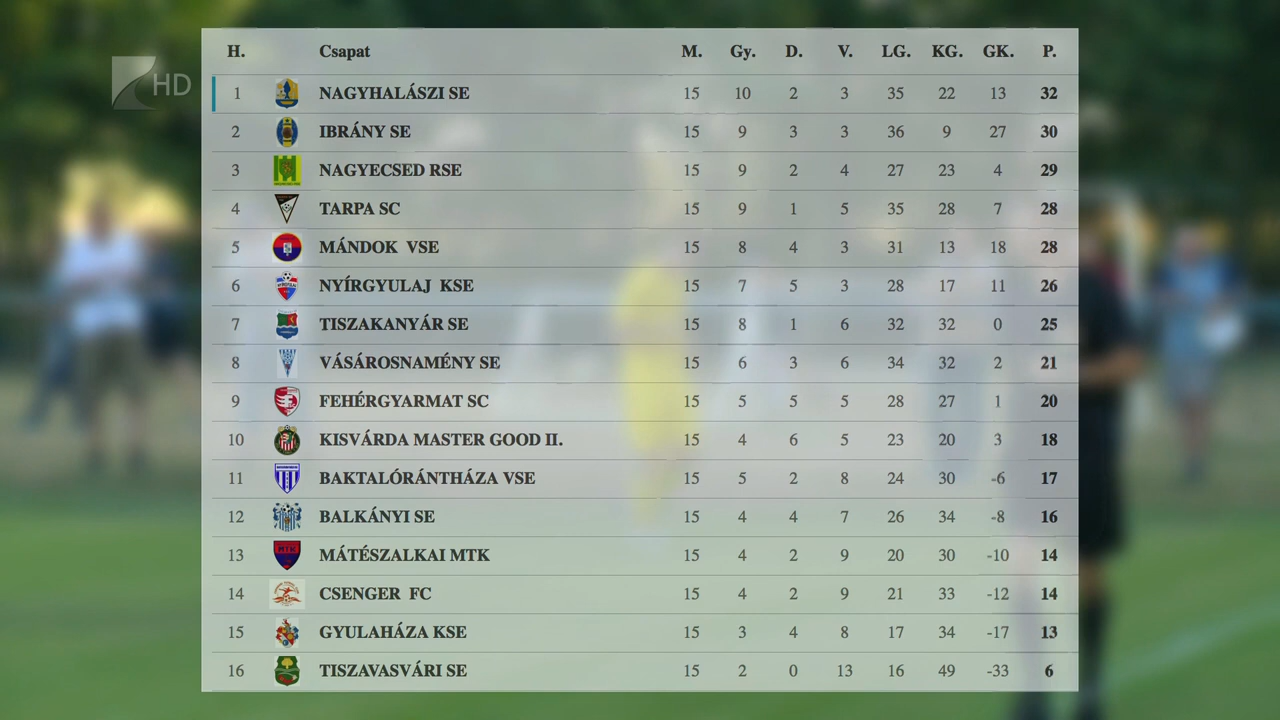 HD
H. Csapat M. Gy. D. V. LG. KG. GK. P.
1 NAGYHALÁSZI SE 15 10 2 3 35 22 13 32
2 IBRÁNY SE 15 9 3 3 36 9 27 30
3 NAGYECSED RSE 15 9 2 4 27 23 4 29
4 TARPA SC 15 9 1 5 35 28 7 28
5 MÁNDOK VSE 15 8 4 3 31 13 18 28
6 NYÍRGYULAJ KSE 15 7 5 3 28 17 11 26
7 TISZAKANYÁR SE 15 8 1 6 32 32 0 25
8 VÁSÁROSNAMÉNY SE 15 6 3 6 34 32 2 21
9 FEHÉRGYARMAT SC 15 5 5 5 28 27 1 20
10 KISVÁRDA MASTER GOOD II. 15 4 6 5 23 20 3 18
11 BAKTALÓRÁNTHÁZA VSE 15 5 2 8 24 30 -6 17
12 BALKÁNYI SE 15 4 4 7 26 34 -8 16
13 MÁTÉSZALKAI MTK 15 4 2 9 20 30 -10 14
14 CSENGER FC 15 4 2 9 21 33 -12 14
15 GYULAHÁZA KSE 15 3 4 8 17 34 -17 13
16 TISZAVASVÁRI SE 15 2 0 13 16 49 -33 6